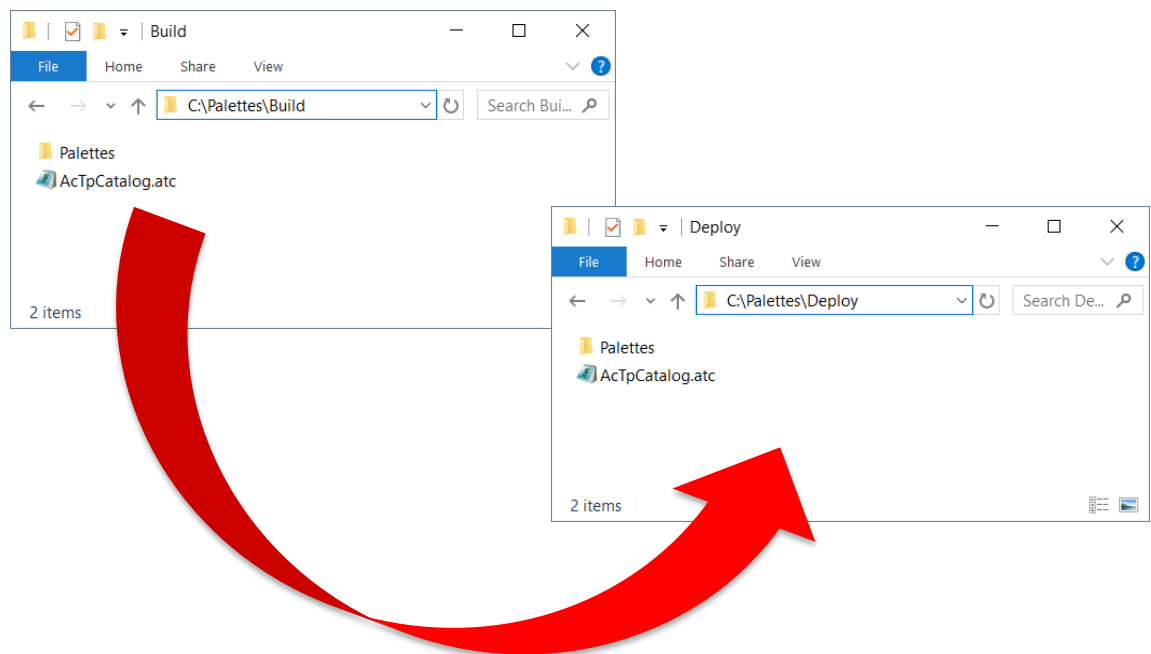 Build
File Home Share View ?
C:\Palettes\Build Search Bui...
Palettes
AcTpCatalog.atc
2 items
Deploy
File Home Share View ?
C:\Palettes\Deploy Search De...
Palettes
AcTpCatalog.atc
2 items